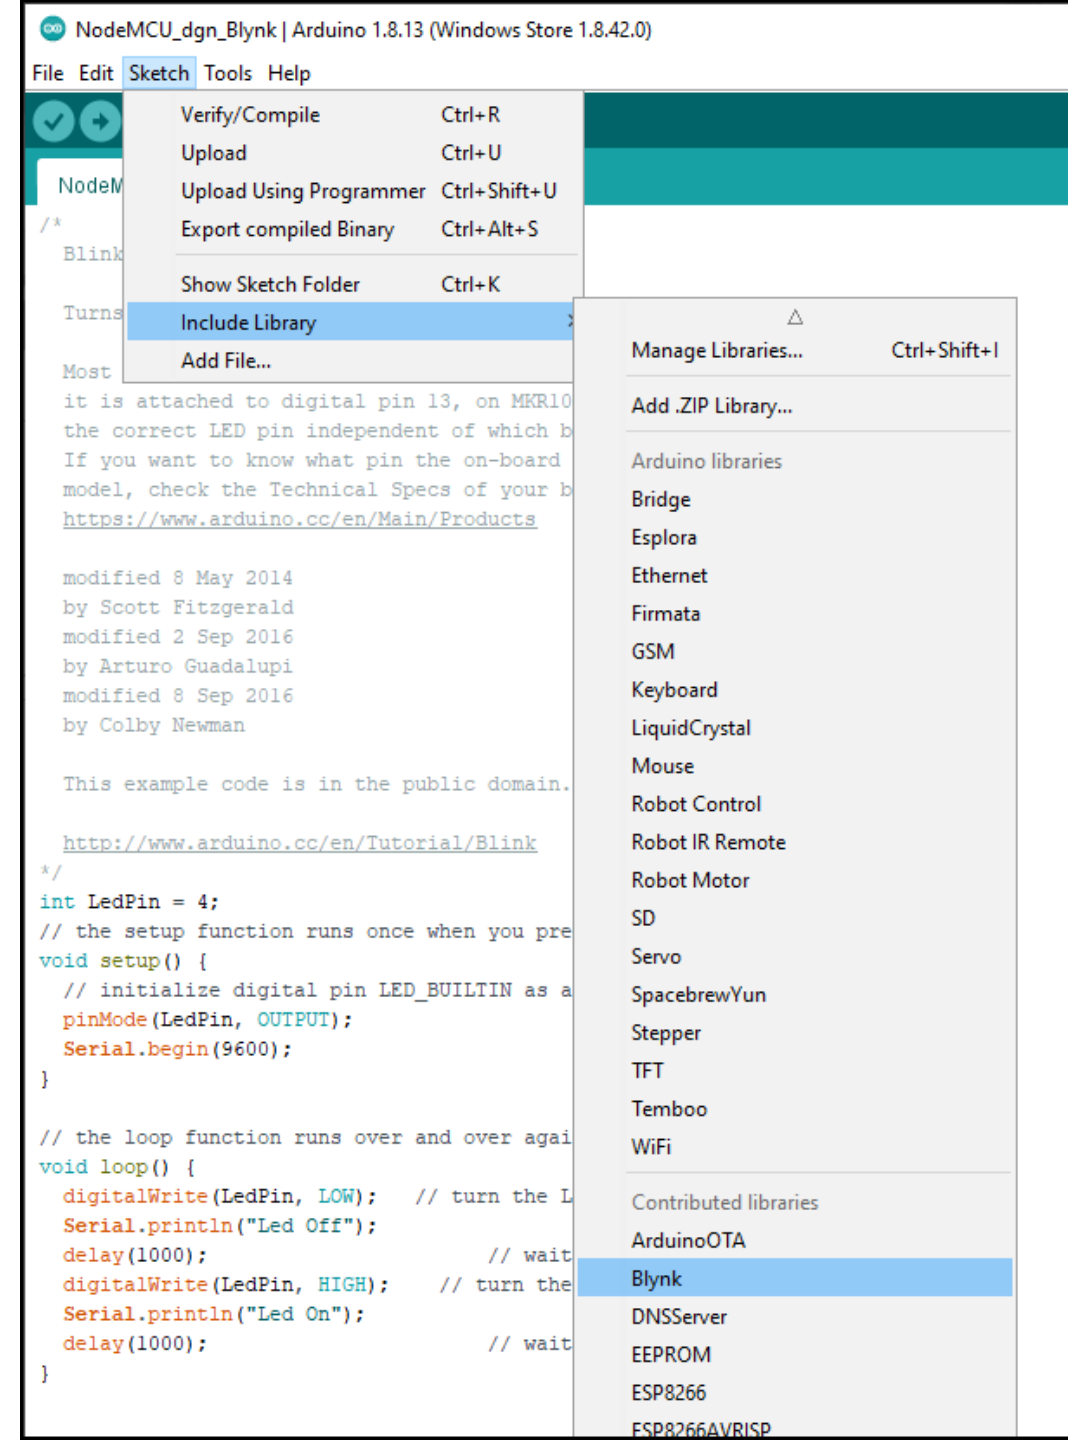 NodeMCU_dgn_Blynk | Arduino 1.8.13 (Windows Store 1.8.42.0)
File Edit Sketch Tools Help
Verify/Compile Ctrl+R
Upload Ctrl+U
Upload Using Programmer Ctrl+Shift+U
Export compiled Binary Ctrl+Alt+S
Show Sketch Folder Ctrl+K
Include Library
Add File...
Manage Libraries... Ctrl+Shift+I
Add .ZIP Library...
Arduino libraries
Bridge
Esplora
Ethernet
Firmata
GSM
Keyboard
LiquidCrystal
Mouse
Robot Control
Robot IR Remote
Robot Motor
SD
Servo
SpacebrewYun
Stepper
TFT
Temboo
WiFi
Contributed libraries
ArduinoOTA
Blynk
DNSServer
EEPROM
ESP8266
ESP8266AVRISP
NodeM
/*
Blink
Turns
Most
it is attached to digital pin 13, on MKR10
the correct LED pin independent of which b
If you want to know what pin the on-board
model, check the Technical Specs of your b
https://www.arduino.cc/en/Main/Products
modified 8 May 2014
by Scott Fitzgerald
modified 2 Sep 2016
by Arturo Guadalupi
modified 8 Sep 2016
by Colby Newman
This example code is in the public domain.
http://www.arduino.cc/en/Tutorial/Blink
*/
int LedPin = 4;
// the setup function runs once when you pre
void setup() {
// initialize digital pin LED_BUILTIN as a
pinMode(LedPin, OUTPUT);
Serial.begin(9600);
}
// the loop function runs over and over agai
void loop() {
digitalWrite(LedPin, LOW); // turn the L
Serial.println("Led Off");
delay(1000); // wait
digitalWrite(LedPin, HIGH); // turn the
Serial.println("Led On");
delay(1000); // wait
}